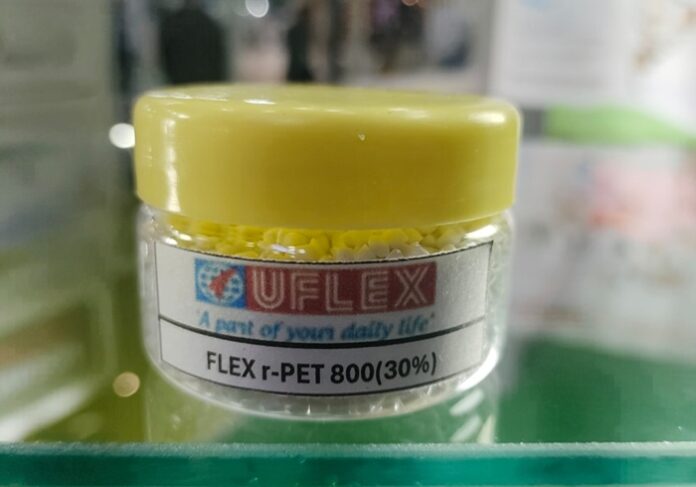 UFLEX
'A part of your daily life'
FLEX r-PET 800(30%)